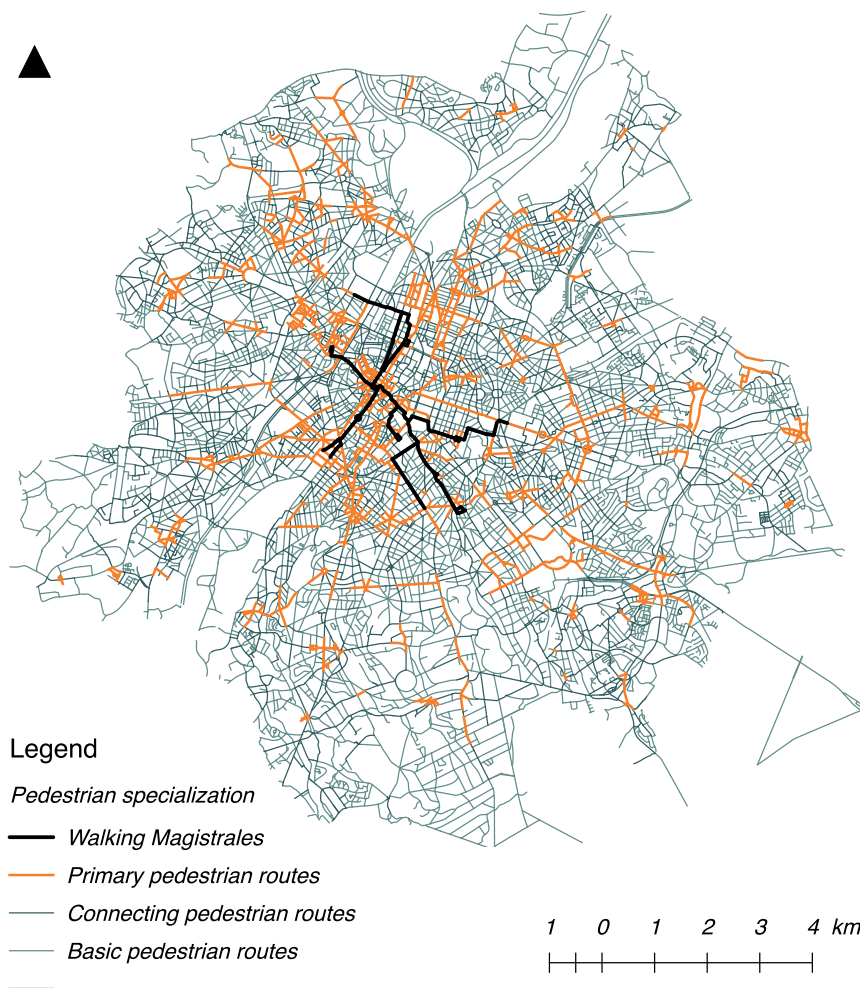 Legend
Pedestrian specialization
Walking Magistrales
Primary pedestrian routes
Connecting pedestrian routes
Basic pedestrian routes
1 0 1 2 3 4 km